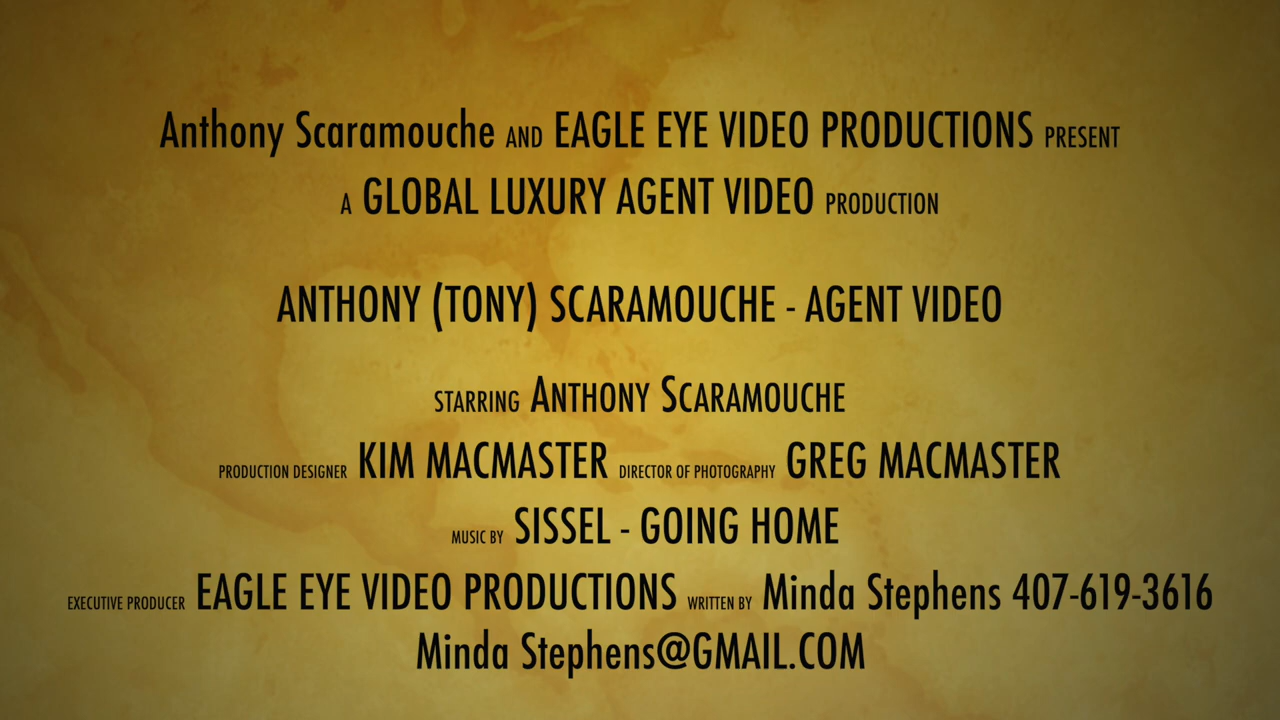 Anthony Scaramouche AND EAGLE EYE VIDEO PRODUCTIONS PRESENT
A GLOBAL LUXURY AGENT VIDEO PRODUCTION
ANTHONY (TONY) SCARAMOUCHE - AGENT VIDEO
STARRING ANTHONY SCARAMOUCHE
PRODUCTION DESIGNER KIM MACMASTER DIRECTOR OF PHOTOGRAPHY GREG MACMASTER
MUSIC BY SISSEL - GOING HOME
EXECUTIVE PRODUCER EAGLE EYE VIDEO PRODUCTIONS WRITTEN BY Minda Stephens 407-619-3616
Minda Stephens@GMAIL.COM